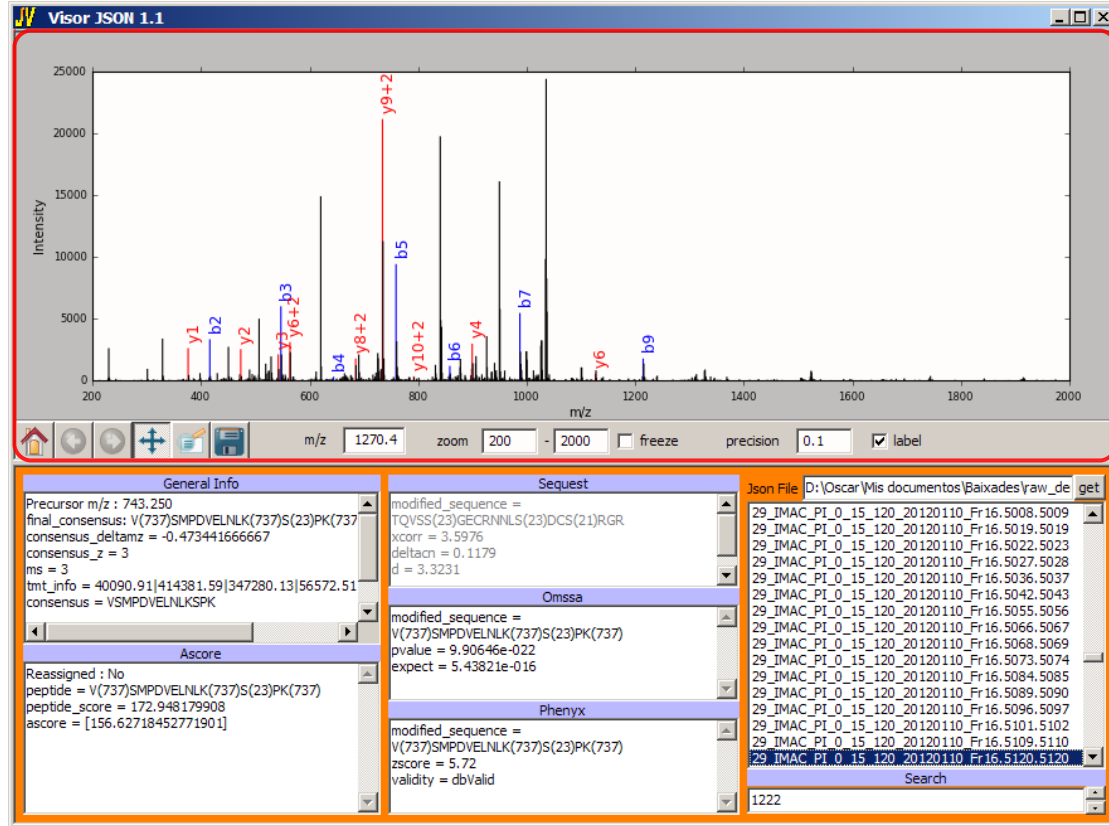 Visor JSON 1.1
25000
20000
15000
10000
5000
0
Intensity
200
400
600
800
1000
1200
1400
1600
1800
2000
m/z
y1
b2
y2
y3
b3
y6+2
b4
y8+2
y9+2
b5
y10+2
b6
y4
b7
y6
b9
m/z 1270.4 zoom 200 - 2000 freeze precision 0.1 label
General Info
Precursor m/z : 743.250
final_consensus: V(737)SMPDVELNLK(737)S(23)PK(737
consensus_deltamz = -0.473441666667
consensus_z = 3
ms = 3
tmt_info = 40090.91|414381.59|347280.13|56572.51
consensus = VSMPDVELNLKSPK
Ascore
Reassigned : No
peptide = V(737)SMPDVELNLK(737)S(23)PK(737)
peptide_score = 172.948179908
ascore = [156.62718452771901]
Sequest
modified_sequence =
TQVSS(23)GECRNNLS(23)DCS(21)RGR
xcorr = 3.5976
deltacn = 0.1179
d = 3.3231
Omssa
modified_sequence =
V(737)SMPDVELNLK(737)S(23)PK(737)
pvalue = 9.90646e-022
expect = 5.43821e-016
Phenyx
modified_sequence =
V(737)SMPDVELNLK(737)S(23)PK(737)
zscore = 5.72
validity = dbValid
Json File D:\Oscar\Mis documentos\Baixades\raw_de get
29_IMAC_PI_0_15_120_20120110_Fr16.5008.5009
29_IMAC_PI_0_15_120_20120110_Fr16.5019.5019
29_IMAC_PI_0_15_120_20120110_Fr16.5022.5023
29_IMAC_PI_0_15_120_20120110_Fr16.5027.5028
29_IMAC_PI_0_15_120_20120110_Fr16.5036.5037
29_IMAC_PI_0_15_120_20120110_Fr16.5042.5043
29_IMAC_PI_0_15_120_20120110_Fr16.5055.5056
29_IMAC_PI_0_15_120_20120110_Fr16.5066.5067
29_IMAC_PI_0_15_120_20120110_Fr16.5068.5069
29_IMAC_PI_0_15_120_20120110_Fr16.5073.5074
29_IMAC_PI_0_15_120_20120110_Fr16.5084.5085
29_IMAC_PI_0_15_120_20120110_Fr16.5089.5090
29_IMAC_PI_0_15_120_20120110_Fr16.5096.5097
29_IMAC_PI_0_15_120_20120110_Fr16.5101.5102
29_IMAC_PI_0_15_120_20120110_Fr16.5109.5110
29_IMAC_PI_0_15_120_20120110_Fr16.5120.5120
Search
1222